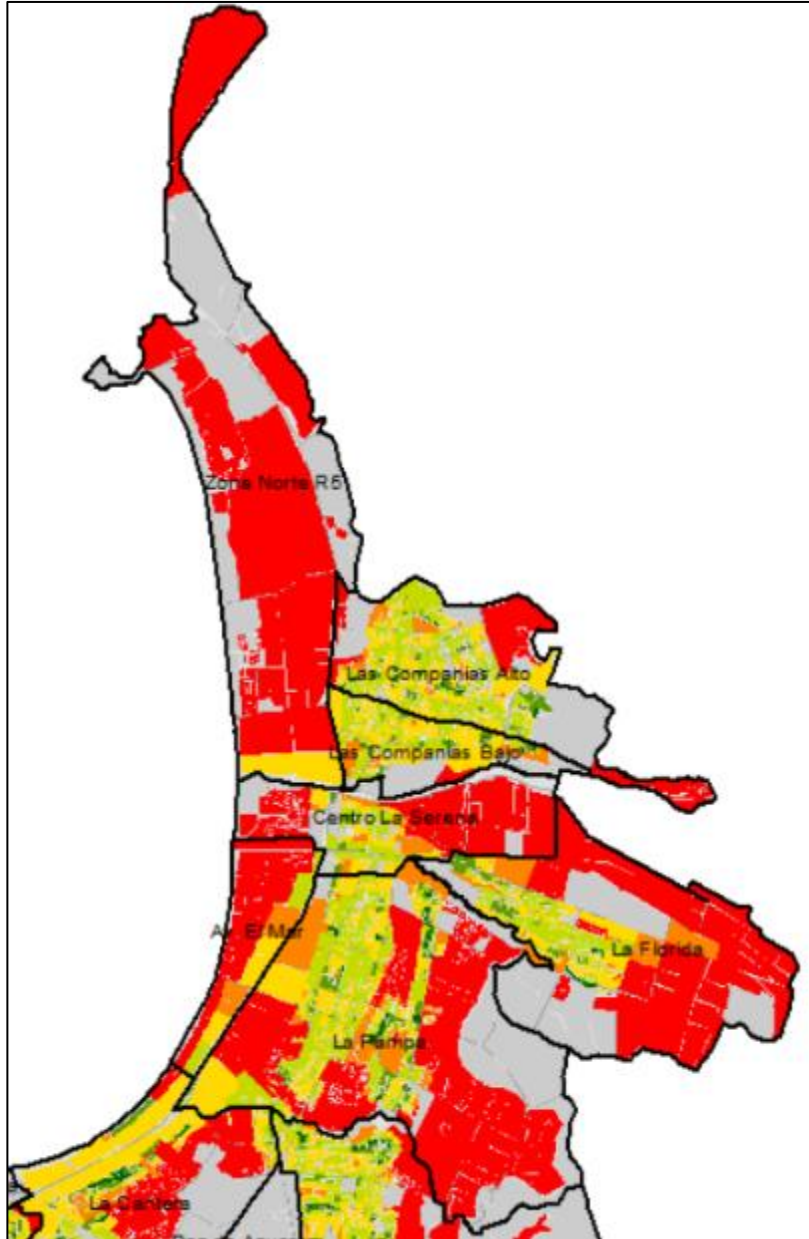 Zona Norte R5
Las Companias Alto
Las Companias Bajo
Centro La Serena
Av. El Mar
La Florida
La Pampa
La Cantera